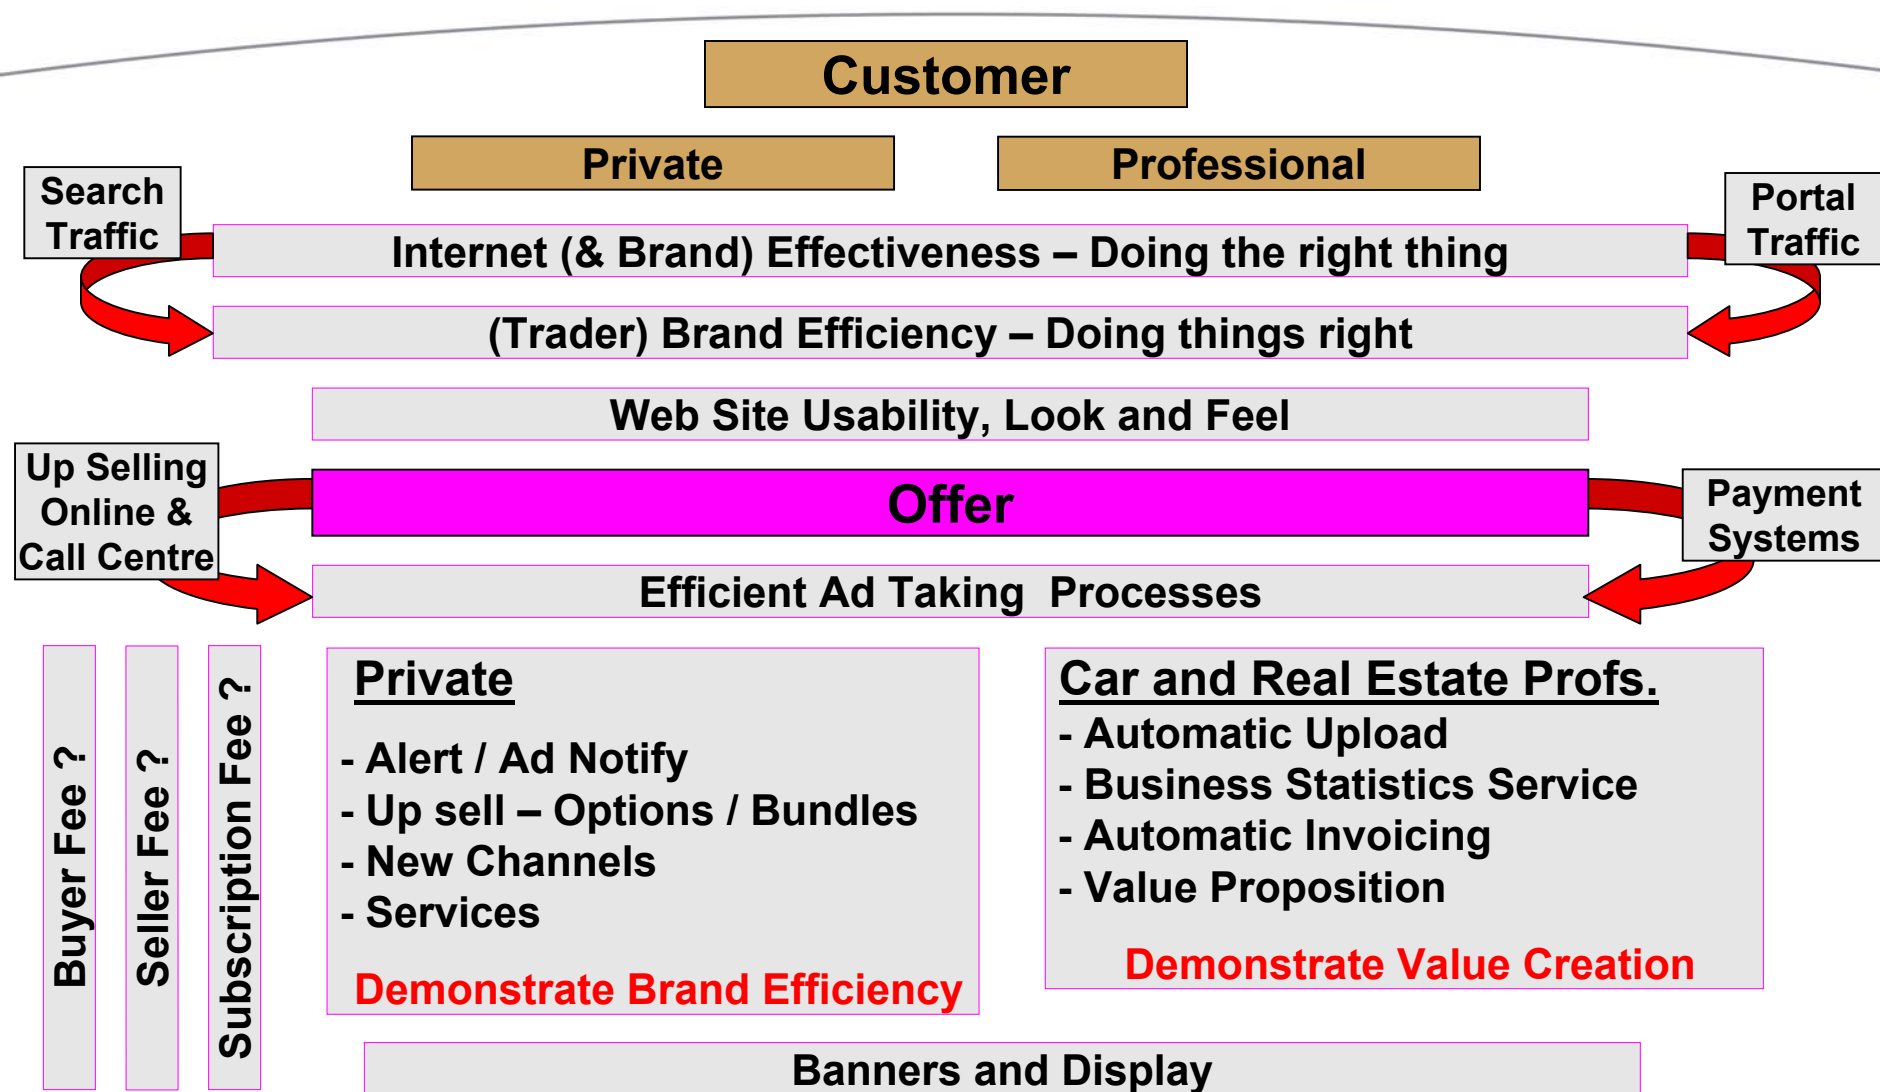 Customer
Private
Professional
Search
Traffic
Portal
Traffic
Internet (& Brand) Effectiveness – Doing the right thing
(Trader) Brand Efficiency – Doing things right
Web Site Usability, Look and Feel
Up Selling
Online &
Call Centre
Offer
Payment
Systems
Efficient Ad Taking Processes
Buyer Fee ?
Seller Fee ?
Subscription Fee ?
Private
- Alert / Ad Notify
- Up sell – Options / Bundles
- New Channels
- Services
Demonstrate Brand Efficiency
Car and Real Estate Profs.
- Automatic Upload
- Business Statistics Service
- Automatic Invoicing
- Value Proposition
Demonstrate Value Creation
Banners and Display